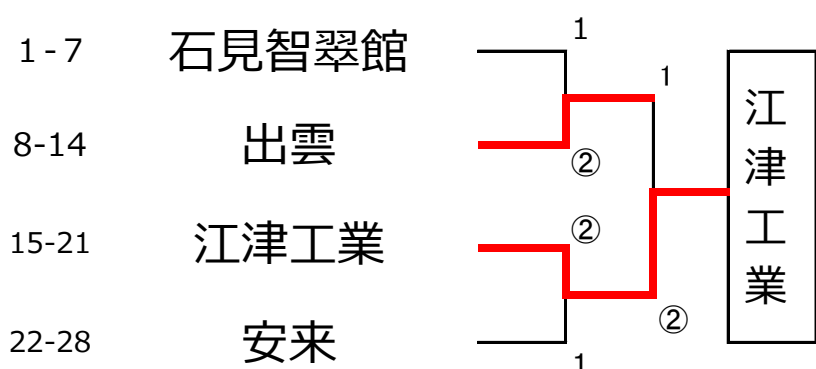 1-7 石見智翠館 1
1
8-14 出雲 ②
15-21 江津工業 ②
②
22-28 安来 1
江津工業